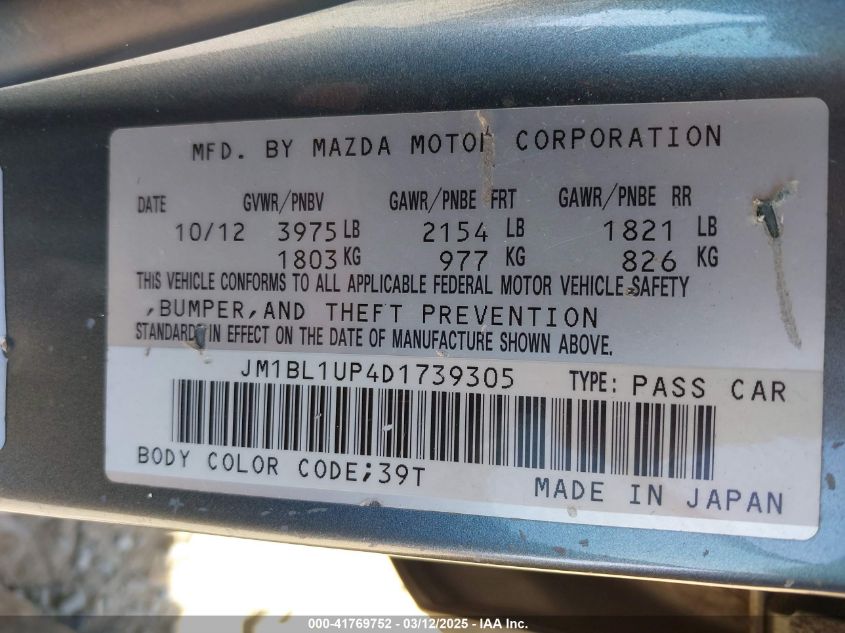 MFD. BY MAZDA MOTOR CORPORATION
DATE GVWR/PNBV GAWR/PNBE FRT GAWR/PNBE RR
10/12 3975 LB 2154 LB 1821 LB
1803 KG 977 KG 826 KG
THIS VEHICLE CONFORMS TO ALL APPLICABLE FEDERAL MOTOR VEHICLE SAFETY
,BUMPER,AND THEFT PREVENTION
STANDARDS IN EFFECT ON THE DATE OF MANUFACTURE SHOWN ABOVE.
JM1BL1UP4D1739305 TYPE: PASS CAR
BODY COLOR CODE;39T
MADE IN JAPAN
000-41769752 - 03/12/2025 - IAA Inc.